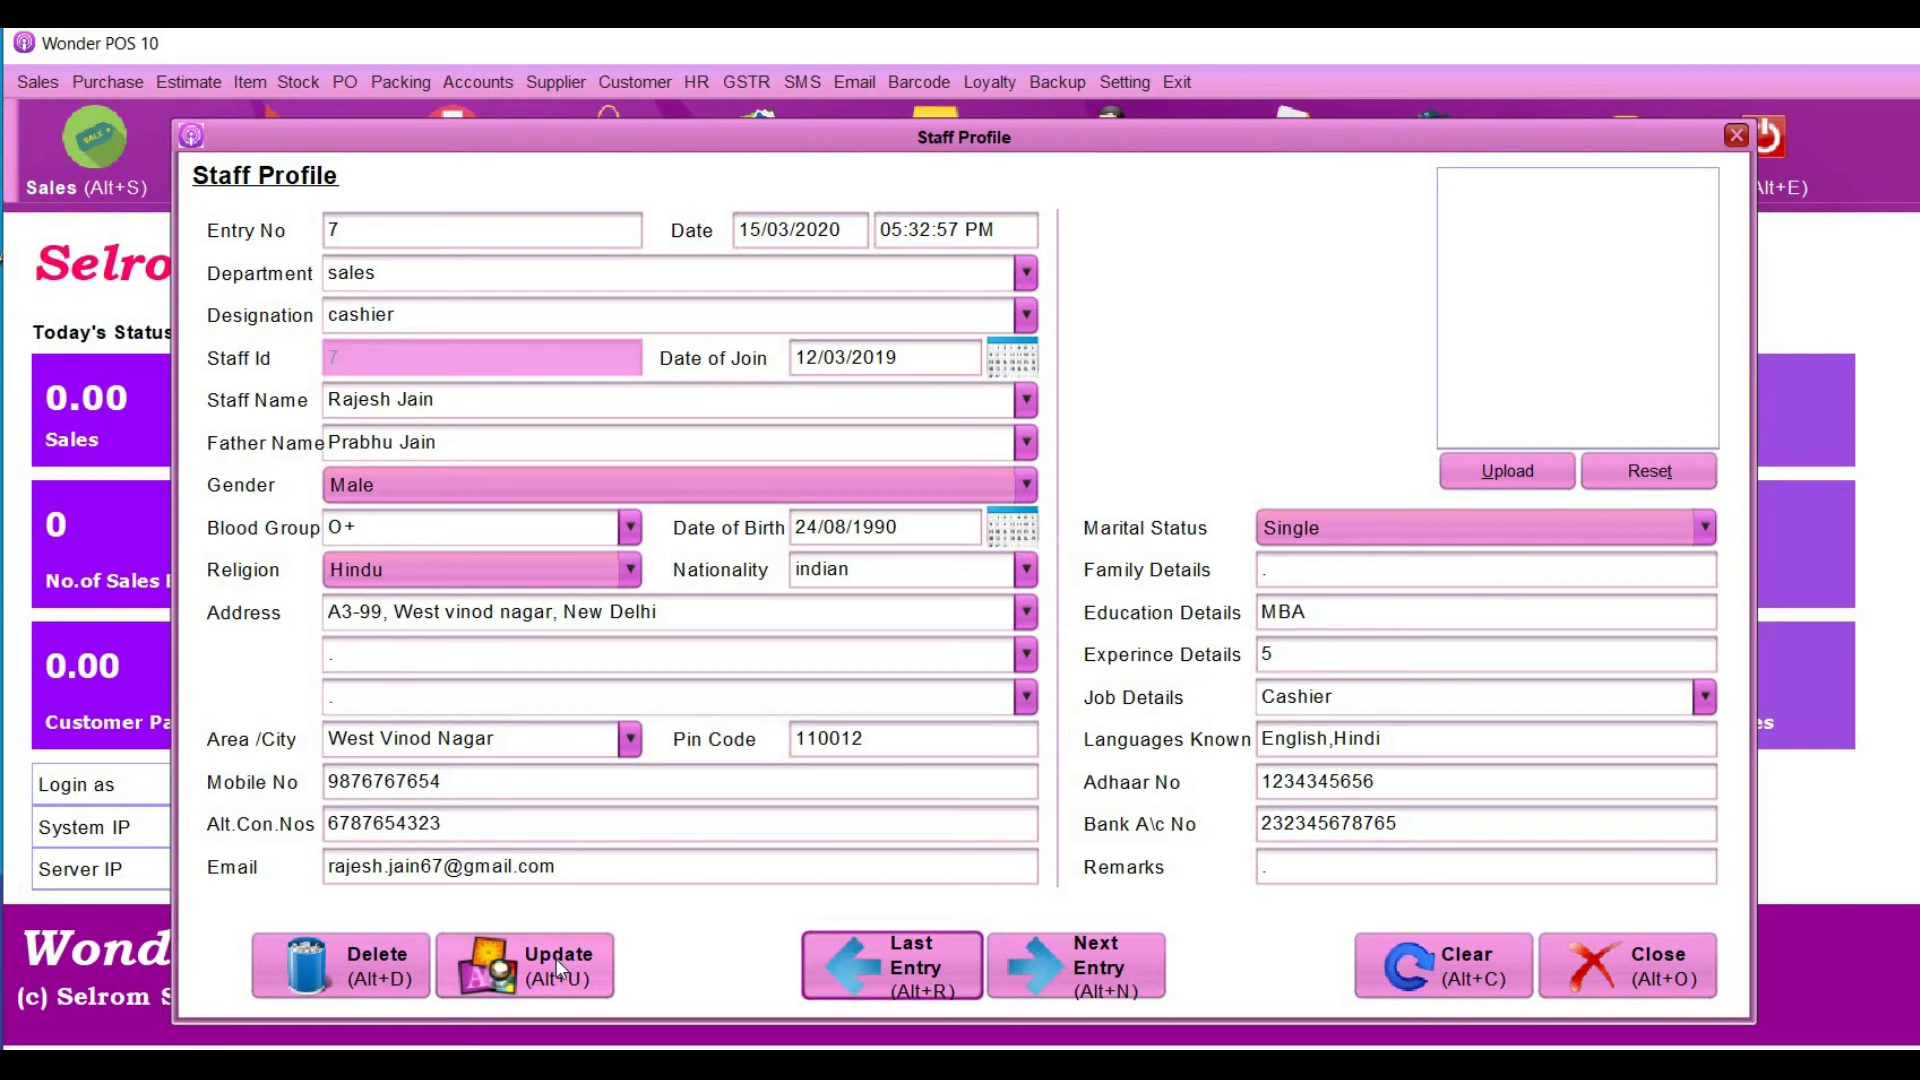 Wonder POS 10
Sales Purchase Estimate Item Stock PO Packing Accounts Supplier Customer HR GSTR SMS Email Barcode Loyalty Backup Setting Exit
Staff Profile
SALE
Sales (Alt+S)
Alt+E)
Staff Profile
Entry No 7 Date 15/03/2020 05:32:57 PM
Department sales
Designation cashier
Staff Id 7 Date of Join 12/03/2019
Staff Name Rajesh Jain
Father Name Prabhu Jain
Gender Male
Blood Group O+ Date of Birth 24/08/1990
Religion Hindu Nationality indian
Address A3-99, West vinod nagar, New Delhi
.
.
Area /City West Vinod Nagar Pin Code 110012
Mobile No 9876767654
Alt.Con.Nos 6787654323
Email rajesh.jain67@gmail.com
Upload Reset
Marital Status Single
Family Details .
Education Details MBA
Experince Details 5
Job Details Cashier
Languages Known English,Hindi
Adhaar No 1234345656
Bank A\c No 232345678765
Remarks .
Delete
(Alt+D)
Update
(Alt+U)
Last
Entry
(Alt+R)
Next
Entry
(Alt+N)
Clear
(Alt+C)
Close
(Alt+O)
Selro
Today's Status
0.00
Sales
0
No.of Sales
0.00
Customer Pa
es
Login as
System IP
Server IP
Wond
(c) Selrom S